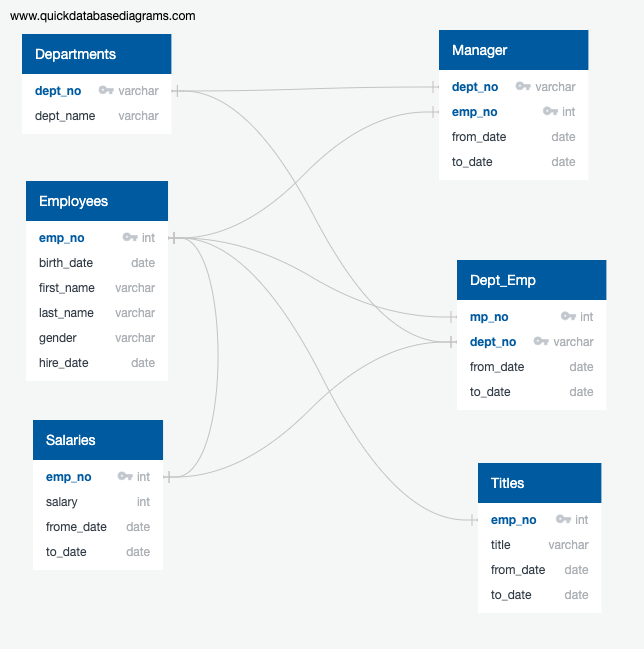 www.quickdatabasediagrams.com
Departments
dept_no varchar
dept_name varchar
Manager
dept_no varchar
emp_no int
from_date date
to_date date
Employees
emp_no int
birth_date date
first_name varchar
last_name varchar
gender varchar
hire_date date
Dept_Emp
mp_no int
dept_no varchar
from_date date
to_date date
Salaries
emp_no int
salary int
frome_date date
to_date date
Titles
emp_no int
title varchar
from_date date
to_date date